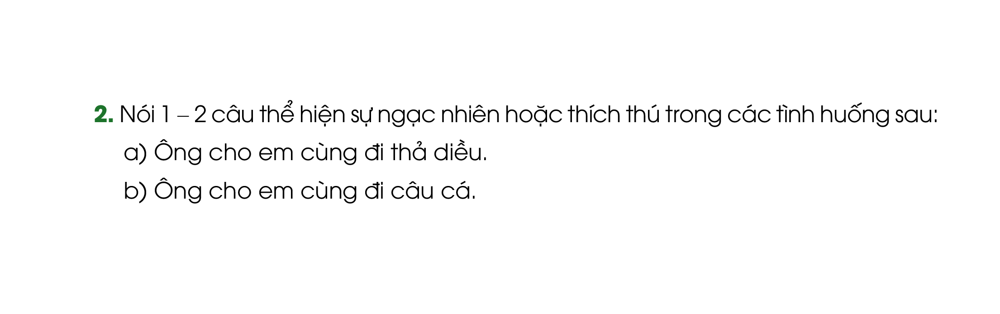 2. Nói 1 – 2 câu thể hiện sự ngạc nhiên hoặc thích thú trong các tình huống sau:
a) Ông cho em cùng đi thả diều.
b) Ông cho em cùng đi câu cá.